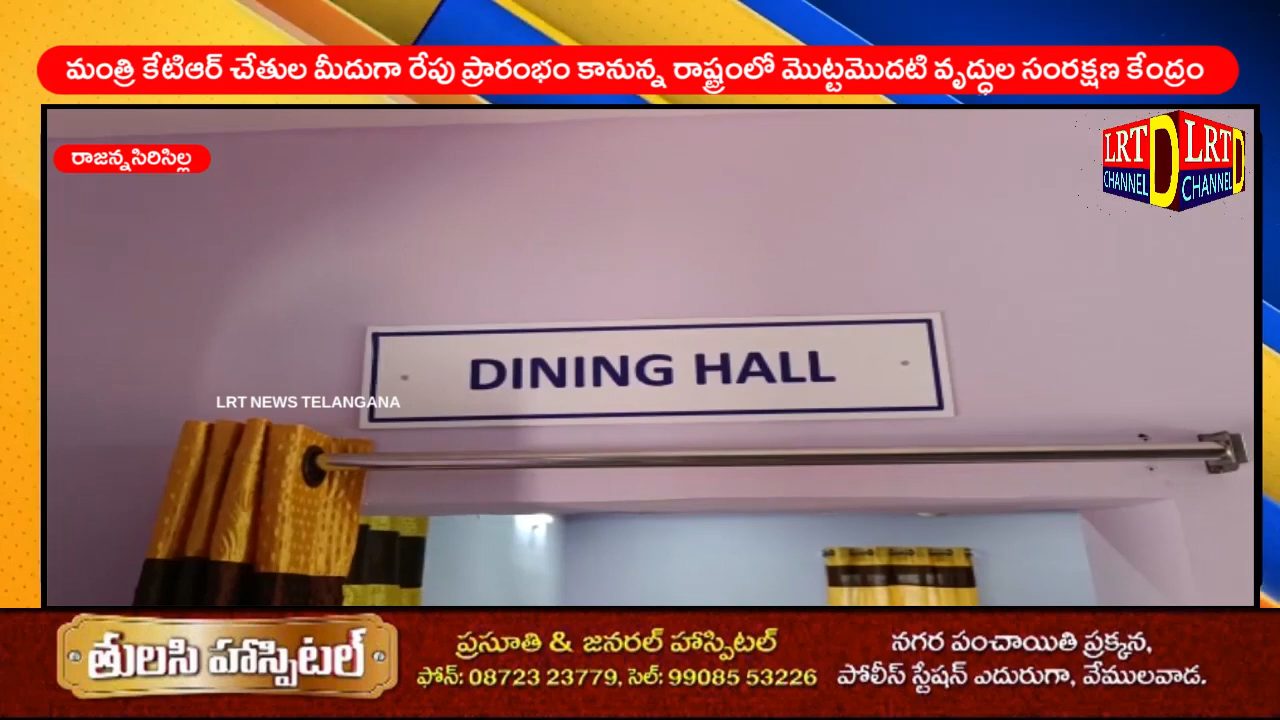 మంత్రి కేటిఆర్ చేతుల మీదుగా రేపు ప్రారంభం కానున్న రాష్ట్రంలో మొట్టమొదటి వృద్ధుల సంరక్షణ కేంద్రం
రాజన్నసిరిసిల్ల
LRT D LRT D
CHANNEL CHANNEL
DINING HALL
LRT NEWS TELANGANA
తులసి హాస్పిటల్
ప్రసూతి & జనరల్ హాస్పిటల్
ఫోన్: 08723 23779, సెల్: 99085 53226
నగర పంచాయితి ప్రక్కన,
పోలీస్ స్టేషన్ ఎదురుగా, వేములవాడ.